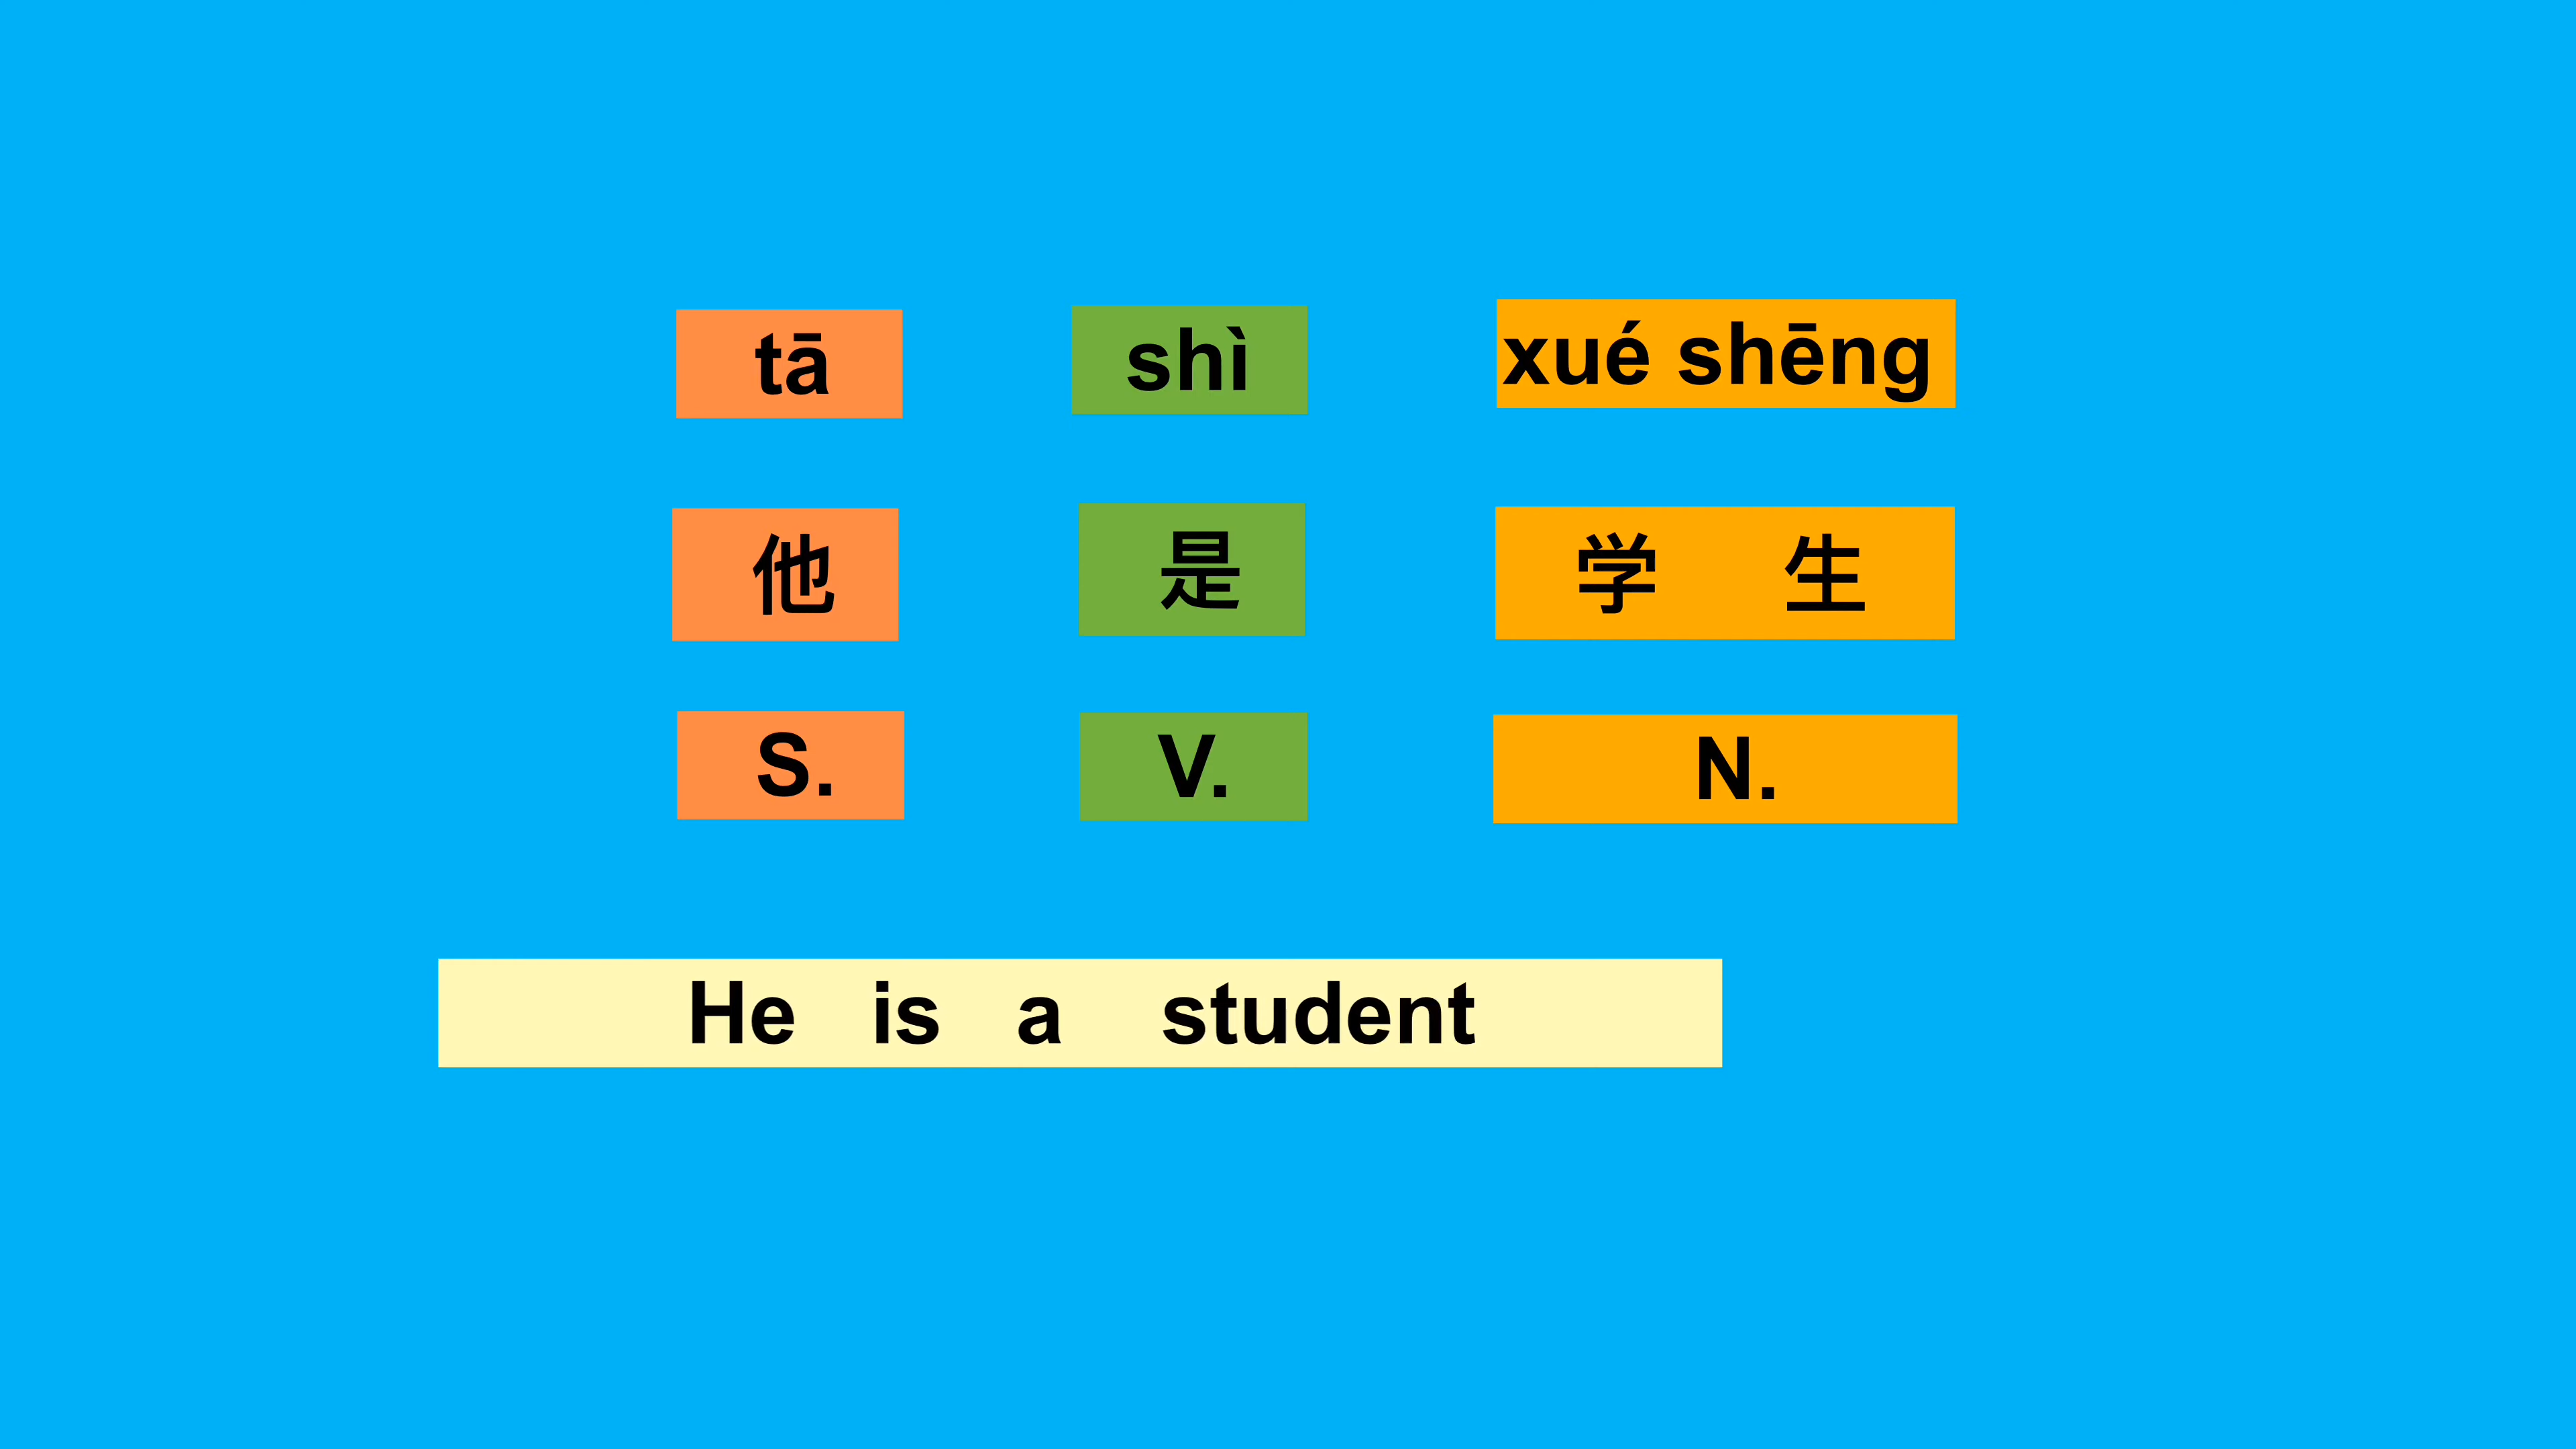 tā shì xué shēng
他 是 学 生
S. V. N.
He is a student